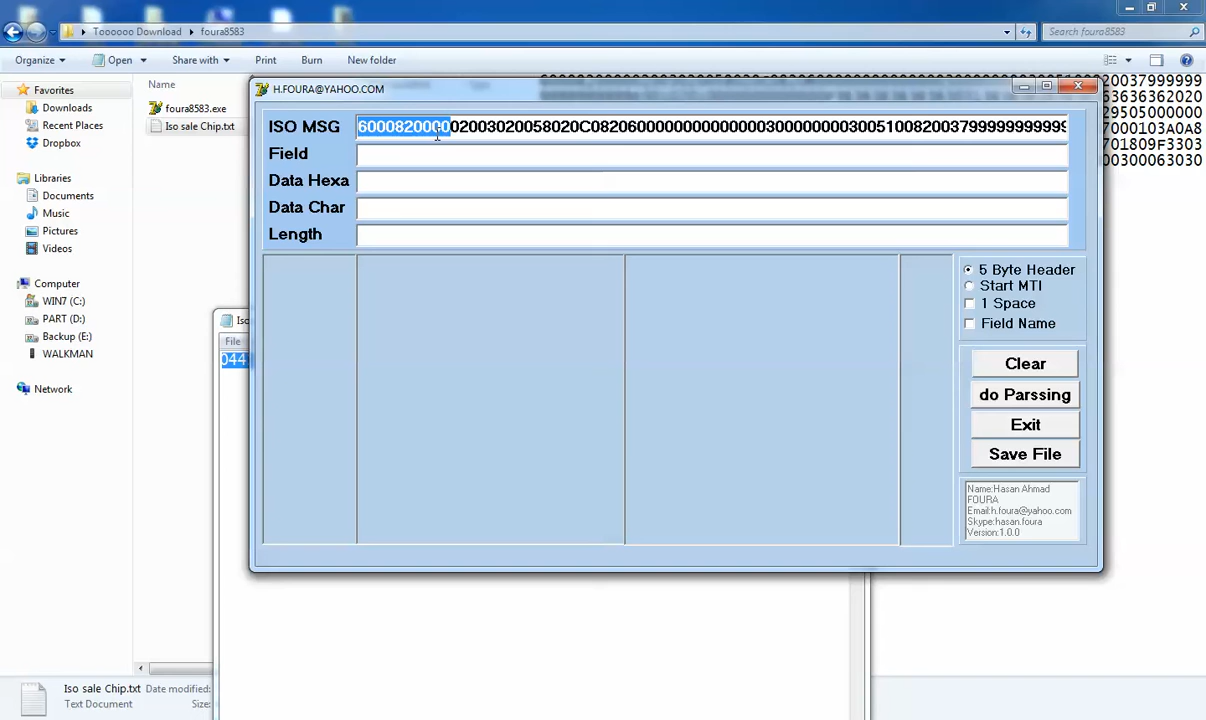 Toooooo Download
foura8583
Search foura8583
Organize
Open
Share with
Print
Burn
New folder
Favorites
Downloads
Recent Places
Dropbox
Libraries
Documents
Music
Pictures
Videos
Computer
WIN7 (C:)
PART (D:)
Backup (E:)
WALKMAN
Network
Name
foura8583.exe
Iso sale Chip.txt
H.FOURA@YAHOO.COM
ISO MSG
Field
Data Hexa
Data Char
Length
5 Byte Header
Start MTI
1 Space
Field Name
Clear
do Parssing
Exit
Save File
Name:Hasan Ahmad
FOURA
Email:h.foura@yahoo.com
Skype:hasan.foura
Version:1.0.0
20037999999
29505000000
7000103A0A8
701809F3303
00300063030
Iso
File
044
Iso sale Chip.txt Date modified:
Text Document
Size: